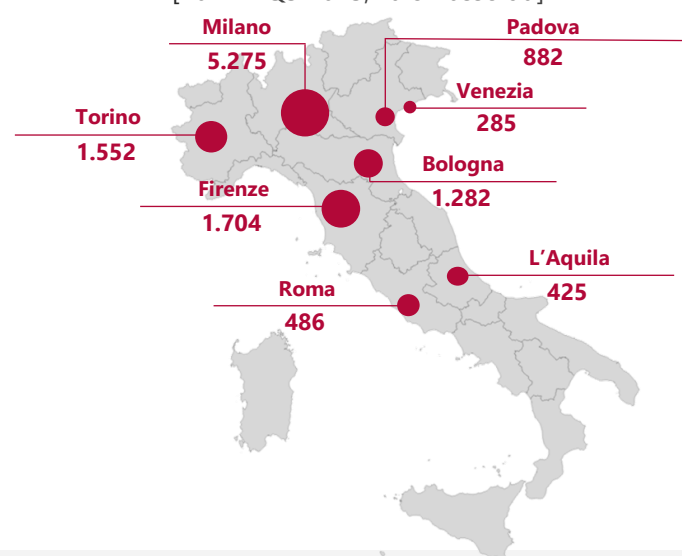 Milano
5.275
Padova
882
Venezia
285
Torino
1.552
Bologna
1.282
Firenze
1.704
L'Aquila
425
Roma
486